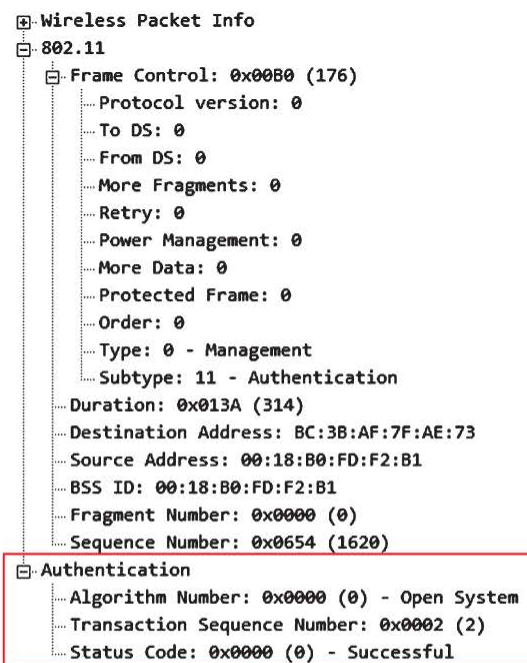 Wireless Packet Info
802.11
Frame Control: 0x00B0 (176)
Protocol version: 0
To DS: 0
From DS: 0
More Fragments: 0
Retry: 0
Power Management: 0
More Data: 0
Protected Frame: 0
Order: 0
Type: 0 - Management
Subtype: 11 - Authentication
Duration: 0x013A (314)
Destination Address: BC:3B:AF:7F:AE:73
Source Address: 00:18:B0:FD:F2:B1
BSS ID: 00:18:B0:FD:F2:B1
Fragment Number: 0x0000 (0)
Sequence Number: 0x0654 (1620)
Authentication
Algorithm Number: 0x0000 (0) - Open System
Transaction Sequence Number: 0x0002 (2)
Status Code: 0x0000 (0) - Successful